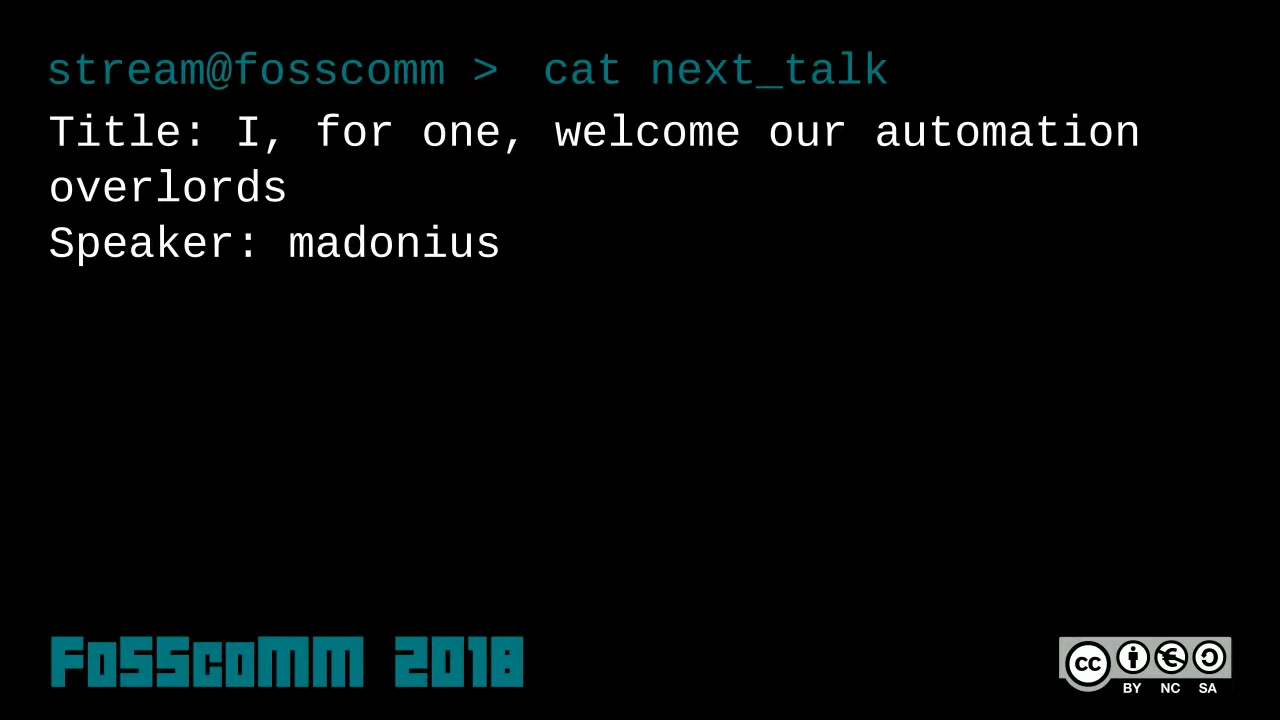 stream@fosscomm > cat next_talk
Title: I, for one, welcome our automation
overlords
Speaker: madonius
FOSSCOMM 2018
cc
BY NC SA